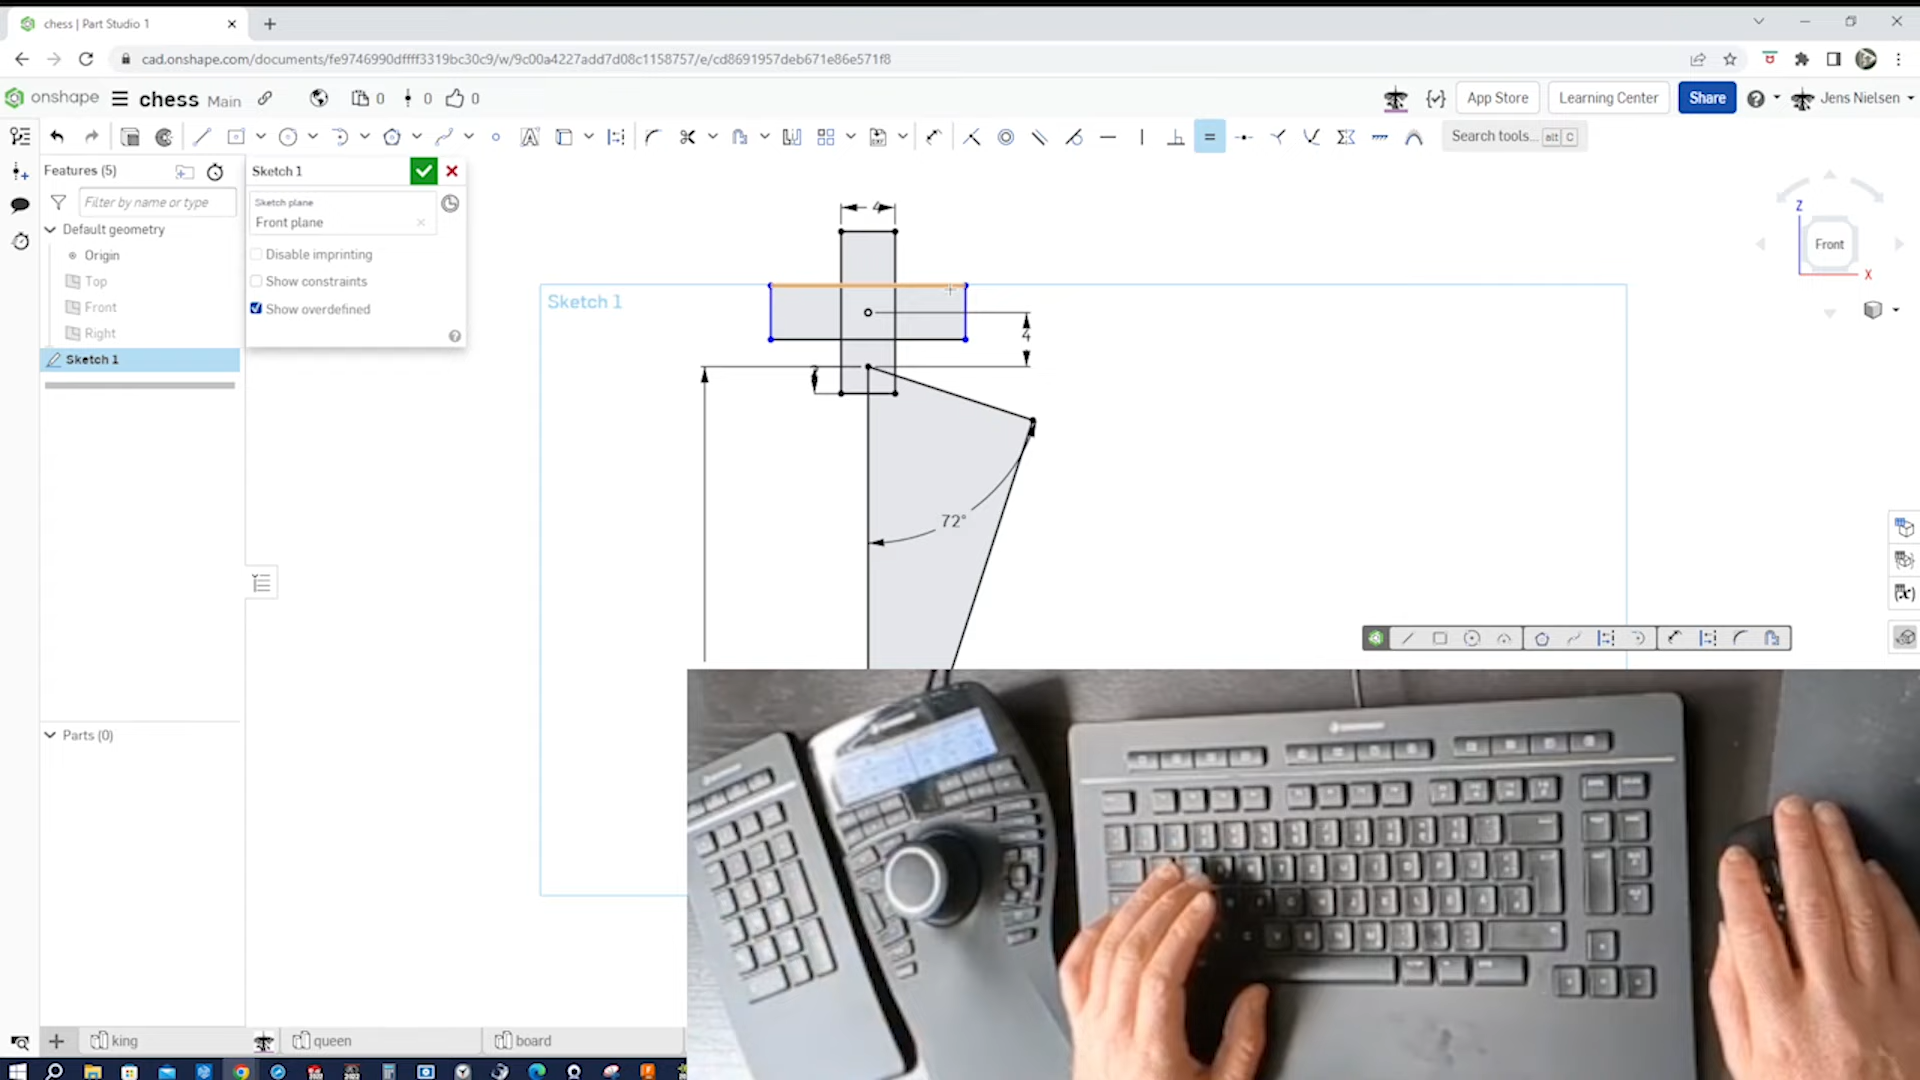 chess | Part Studio 1
cad.onshape.com/documents/fe9746990dffff3319bc30c9/w/9c00a4227add7d08c1158757/e/cd8691957deb671e86e571f8
onshape chess Main 0 0 0 App Store Learning Center Share Jens Nielsen
Search tools... alt C
Features (5)
Filter by name or type
Default geometry
Origin
Top
Front
Right
Sketch 1
Sketch 1
Sketch plane
Front plane
Disable imprinting
Show constraints
Show overdefined
Sketch 1
4
4
72°
Z
Front
X
Parts (0)
king
queen
board